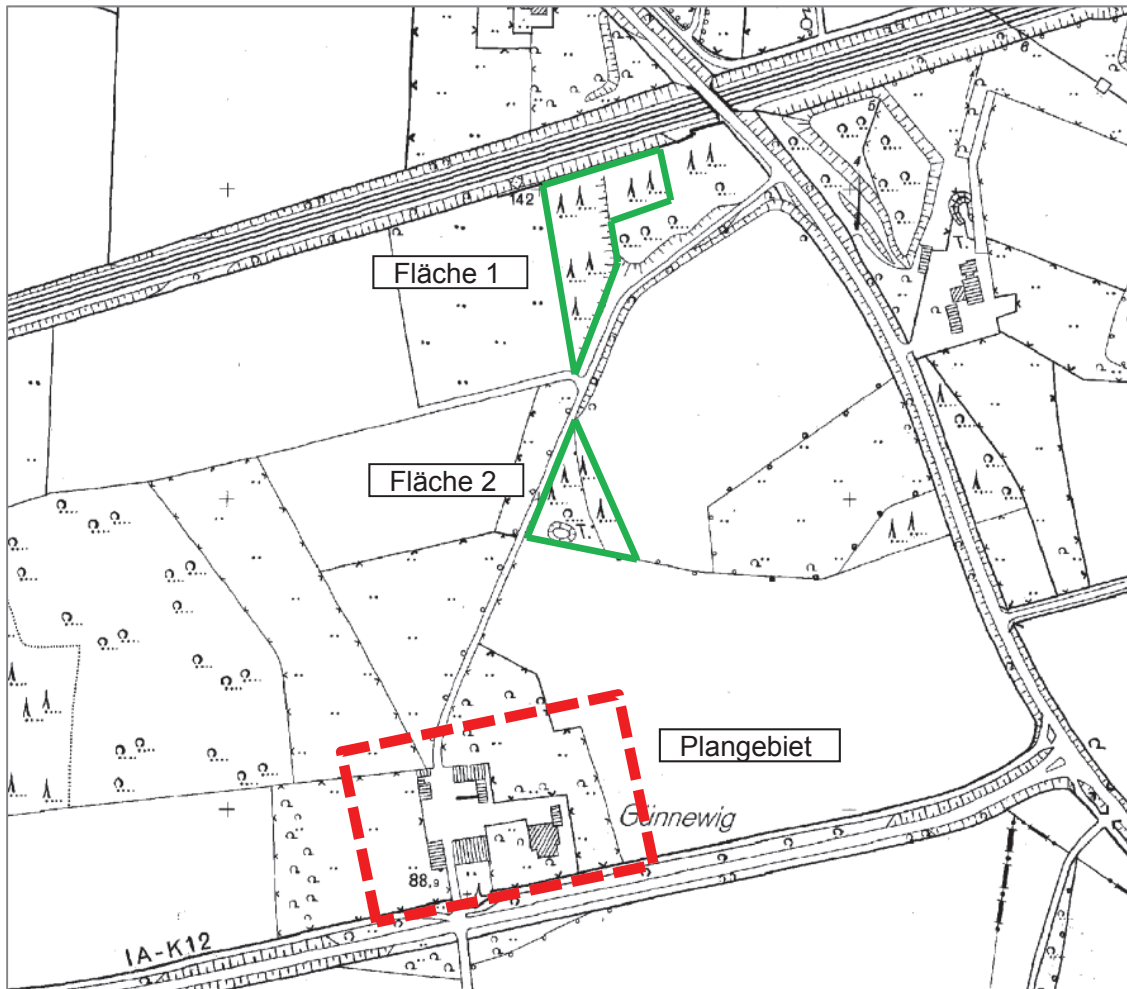 142
Fläche 1
T.
Fläche 2
T.
Plangebiet
Günnewig
88,9
IA-K12